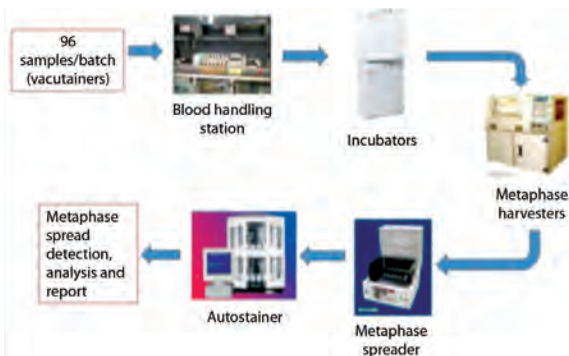 96
samples/batch
(vacutainers)
Blood handling
station
Incubators
Metaphase
harvesters
Metaphase
spreader
Autostainer
Metaphase
spread
detection,
analysis and
report